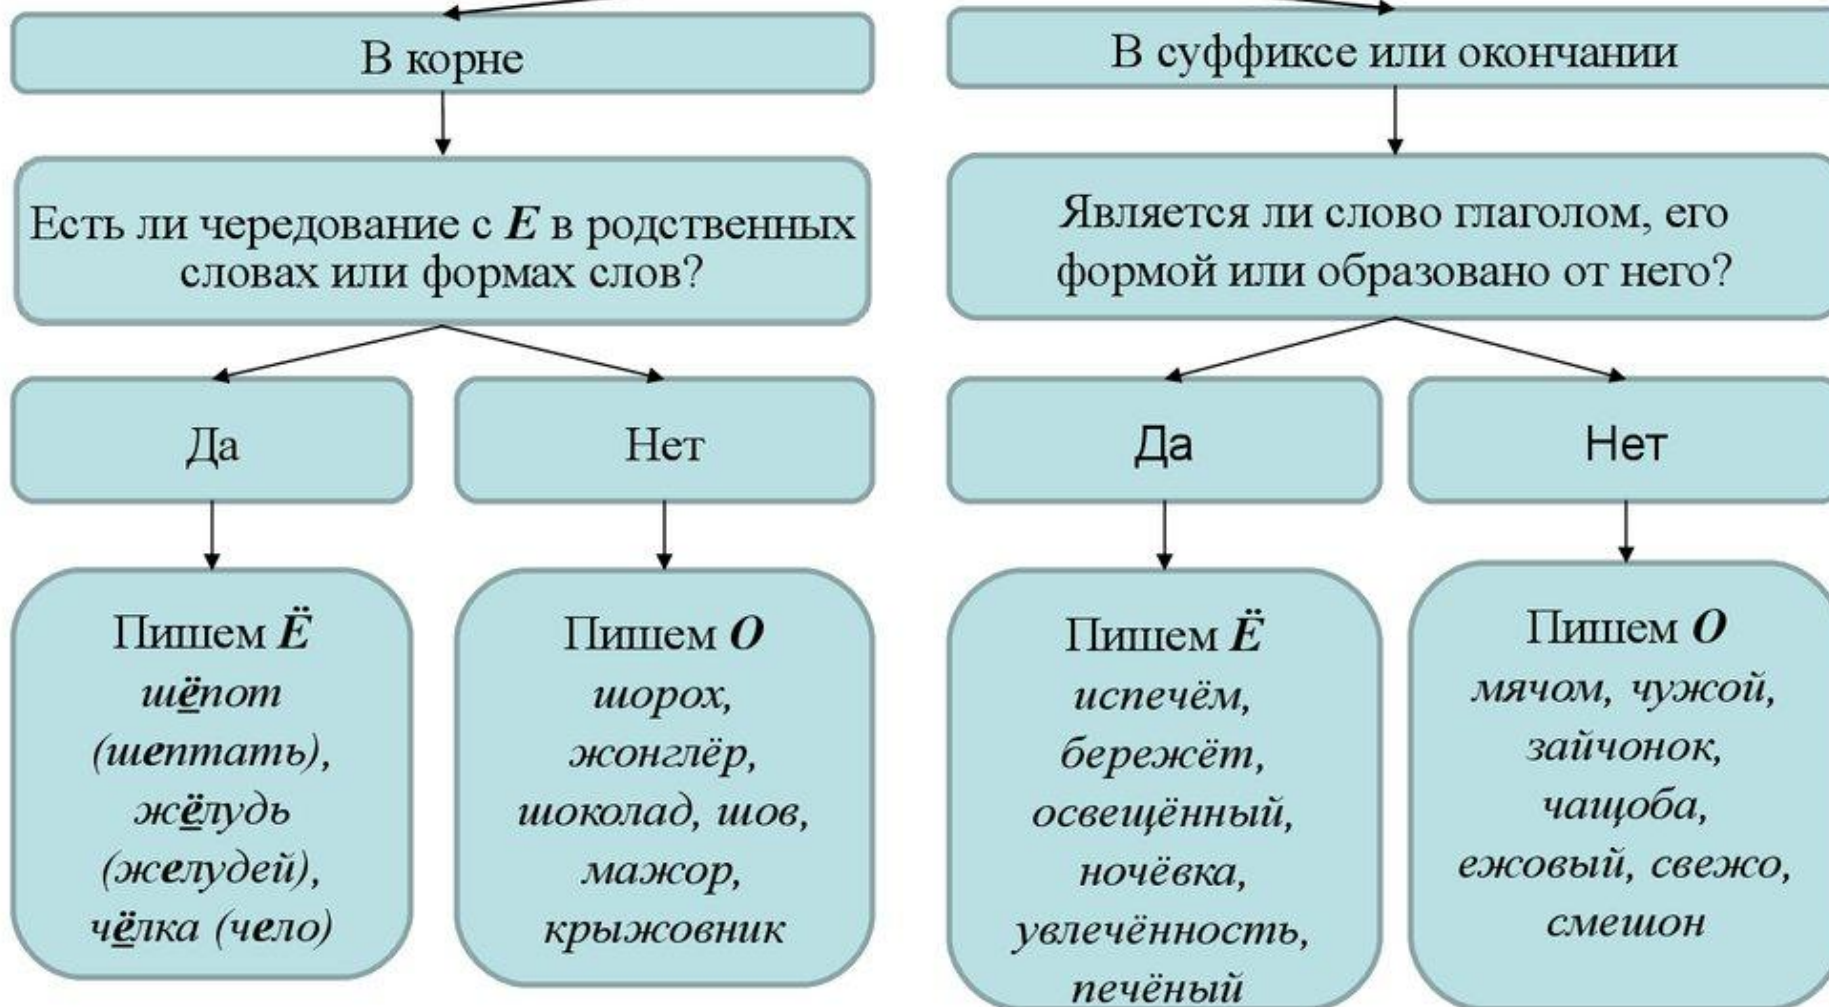 В корне
Есть ли чередование с Е в родственных
словах или формах слов?
Да
Нет
Пишем Ё
шёпот
(шептать),
жёлудь
(желудей),
чёлка (чело)
Пишем О
шорох,
жонглёр,
шоколад, шов,
мажор,
крыжовник
В суффиксе или окончании
Является ли слово глаголом, его
формой или образовано от него?
Да
Нет
Пишем Ё
испечём,
бережёт,
освещённый,
ночёвка,
увлечённость,
печёный
Пишем О
мячом, чужой,
зайчонок,
чащоба,
ежовый, свежо,
смешон